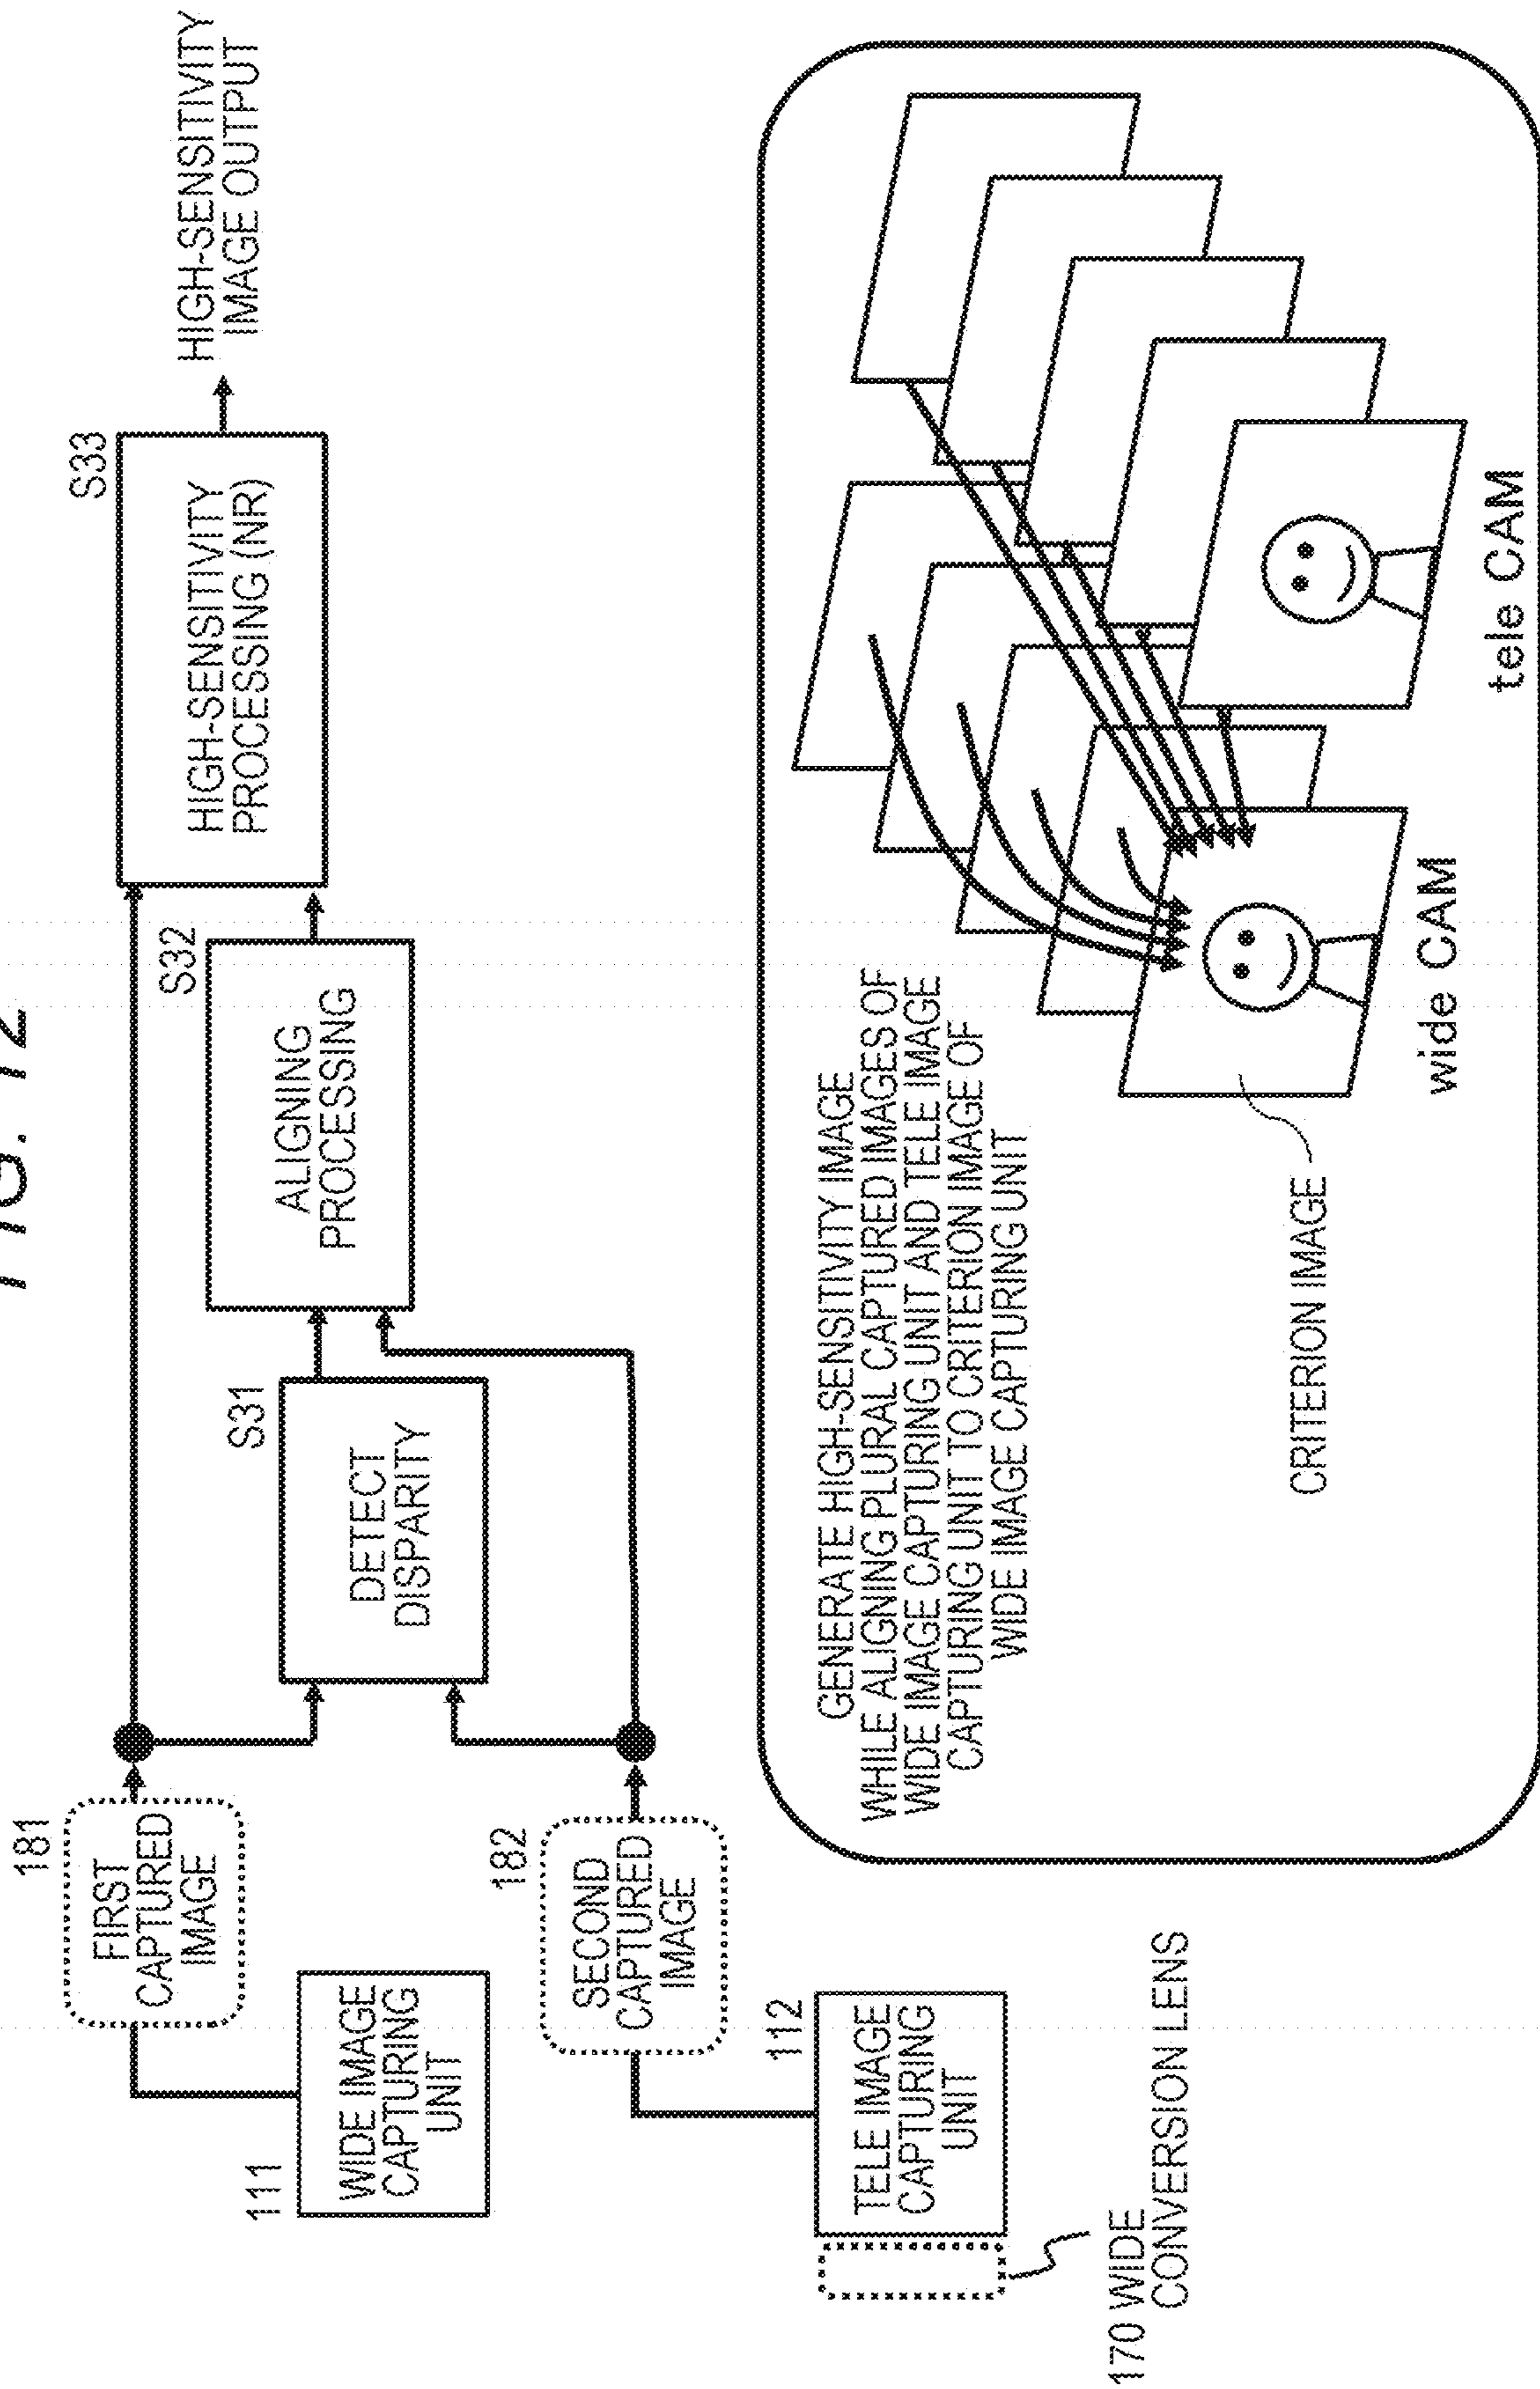 FIG. 12
111
WIDE IMAGE
CAPTURING
UNIT
181
FIRST
CAPTURED
IMAGE
S31
DETECT
DISPARITY
S32
ALIGNING
PROCESSING
S33
HIGH-SENSITIVITY
PROCESSING (NR)
HIGH-SENSITIVITY
IMAGE OUTPUT
182
SECOND
CAPTURED
IMAGE
112
TELE IMAGE
CAPTURING
UNIT
170 WIDE
CONVERSION LENS
GENERATE HIGH-SENSITIVITY IMAGE
WHILE ALIGNING PLURAL CAPTURED IMAGES OF
WIDE IMAGE CAPTURING UNIT AND TELE IMAGE
CAPTURING UNIT TO CRITERION IMAGE OF
WIDE IMAGE CAPTURING UNIT
CRITERION IMAGE
wide CAM
tele CAM